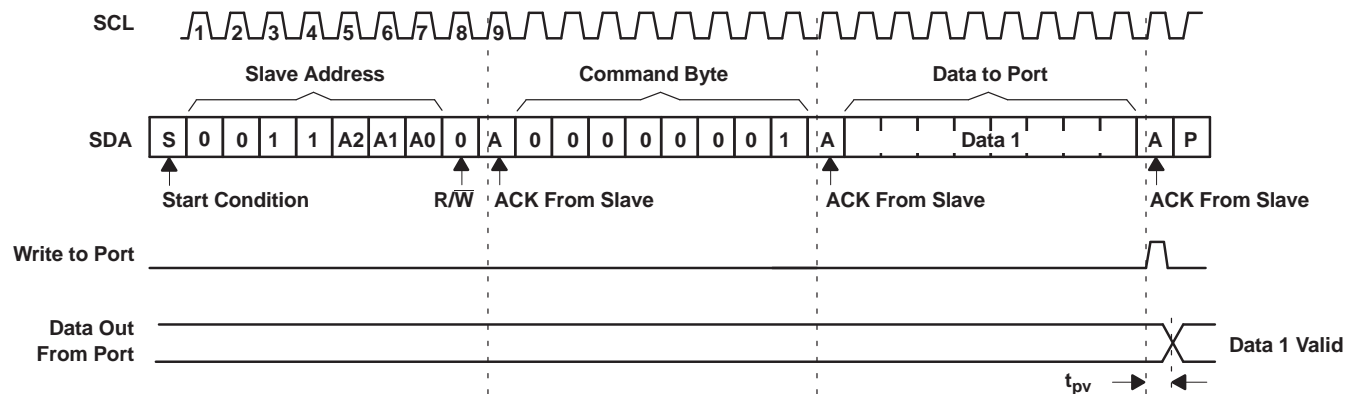 SCL 1 2 3 4 5 6 7 8 9
Slave Address Command Byte Data to Port
SDA S 0 0 1 1 A2 A1 A0 0 A 0 0 0 0 0 0 0 1 A Data 1 A P
Start Condition R/W̅ ACK From Slave ACK From Slave ACK From Slave
Write to Port
Data Out
From Port
Data 1 Valid
tpv